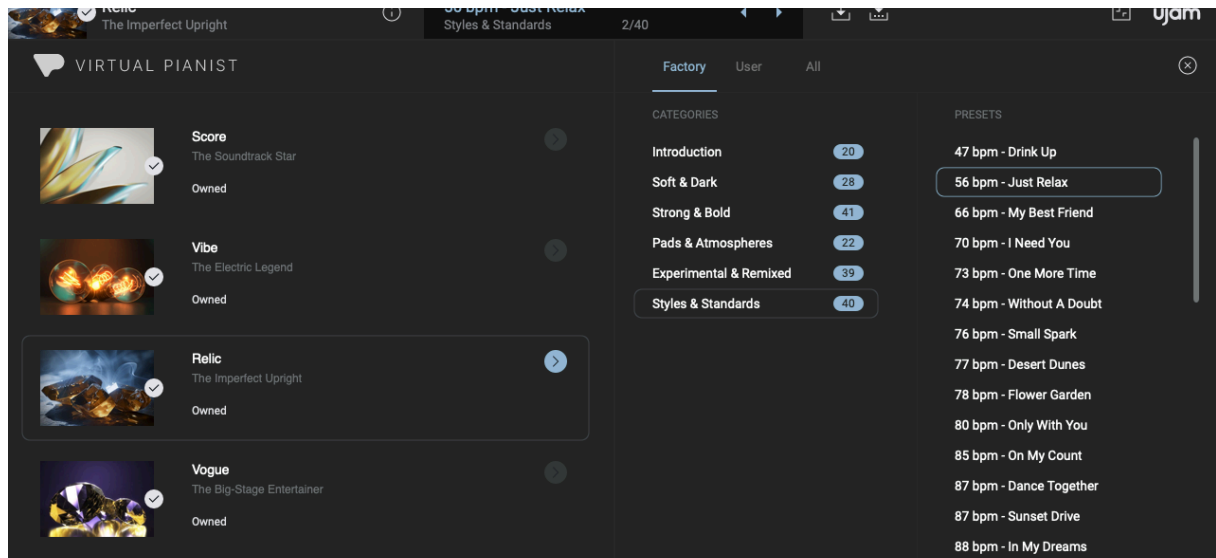 Relic
The Imperfect Upright
56 bpm - Just Relax
Styles & Standards 2/40
ujam
VIRTUAL PIANIST
Score
The Soundtrack Star
Owned
Vibe
The Electric Legend
Owned
Relic
The Imperfect Upright
Owned
Vogue
The Big-Stage Entertainer
Owned
Factory User All
CATEGORIES
Introduction 20
Soft & Dark 28
Strong & Bold 41
Pads & Atmospheres 22
Experimental & Remixed 39
Styles & Standards 40
PRESETS
47 bpm - Drink Up
56 bpm - Just Relax
66 bpm - My Best Friend
70 bpm - I Need You
73 bpm - One More Time
74 bpm - Without A Doubt
76 bpm - Small Spark
77 bpm - Desert Dunes
78 bpm - Flower Garden
80 bpm - Only With You
85 bpm - On My Count
87 bpm - Dance Together
87 bpm - Sunset Drive
88 bpm - In My Dreams